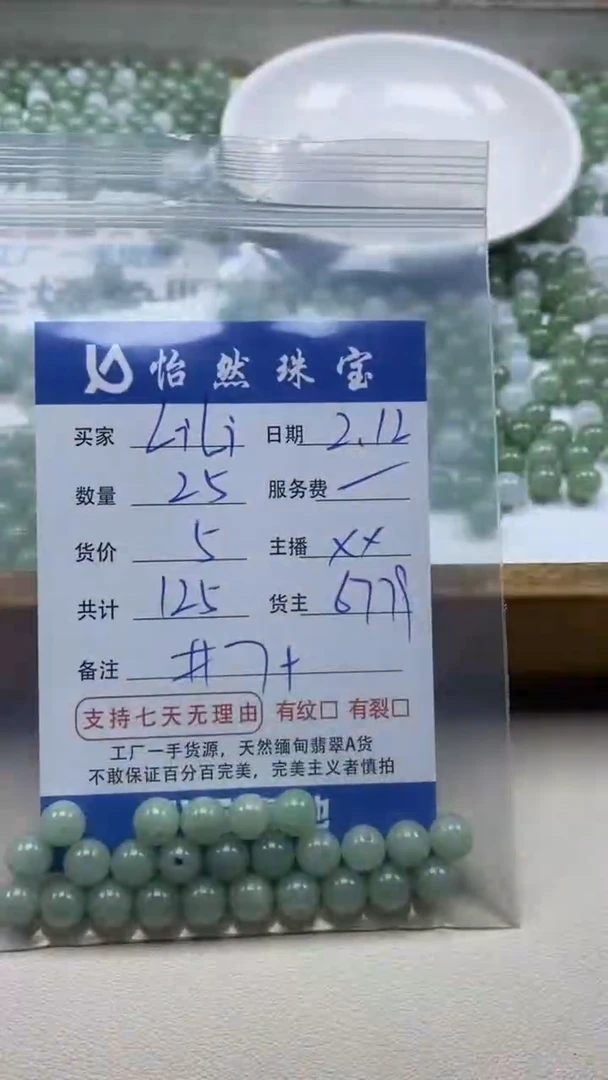 怡然珠宝
买家 LiLi 日期 2.12
数量 25 服务费 /
货价 5 主播 XX
共计 125 货主 6779
备注 #7+
支持七天无理由 有纹□ 有裂□
工厂一手货源，天然缅甸翡翠A货
不敢保证百分百完美，完美主义者慎拍